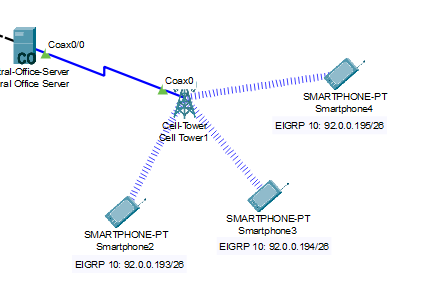 Coax0/0
CO
tral-Office-Server
ral Office Server
Coax0
Cell-Tower
Cell Tower1
SMARTPHONE-PT
Smartphone4
EIGRP 10: 92.0.0.195/26
SMARTPHONE-PT
Smartphone3
EIGRP 10: 92.0.0.194/26
SMARTPHONE-PT
Smartphone2
EIGRP 10: 92.0.0.193/26